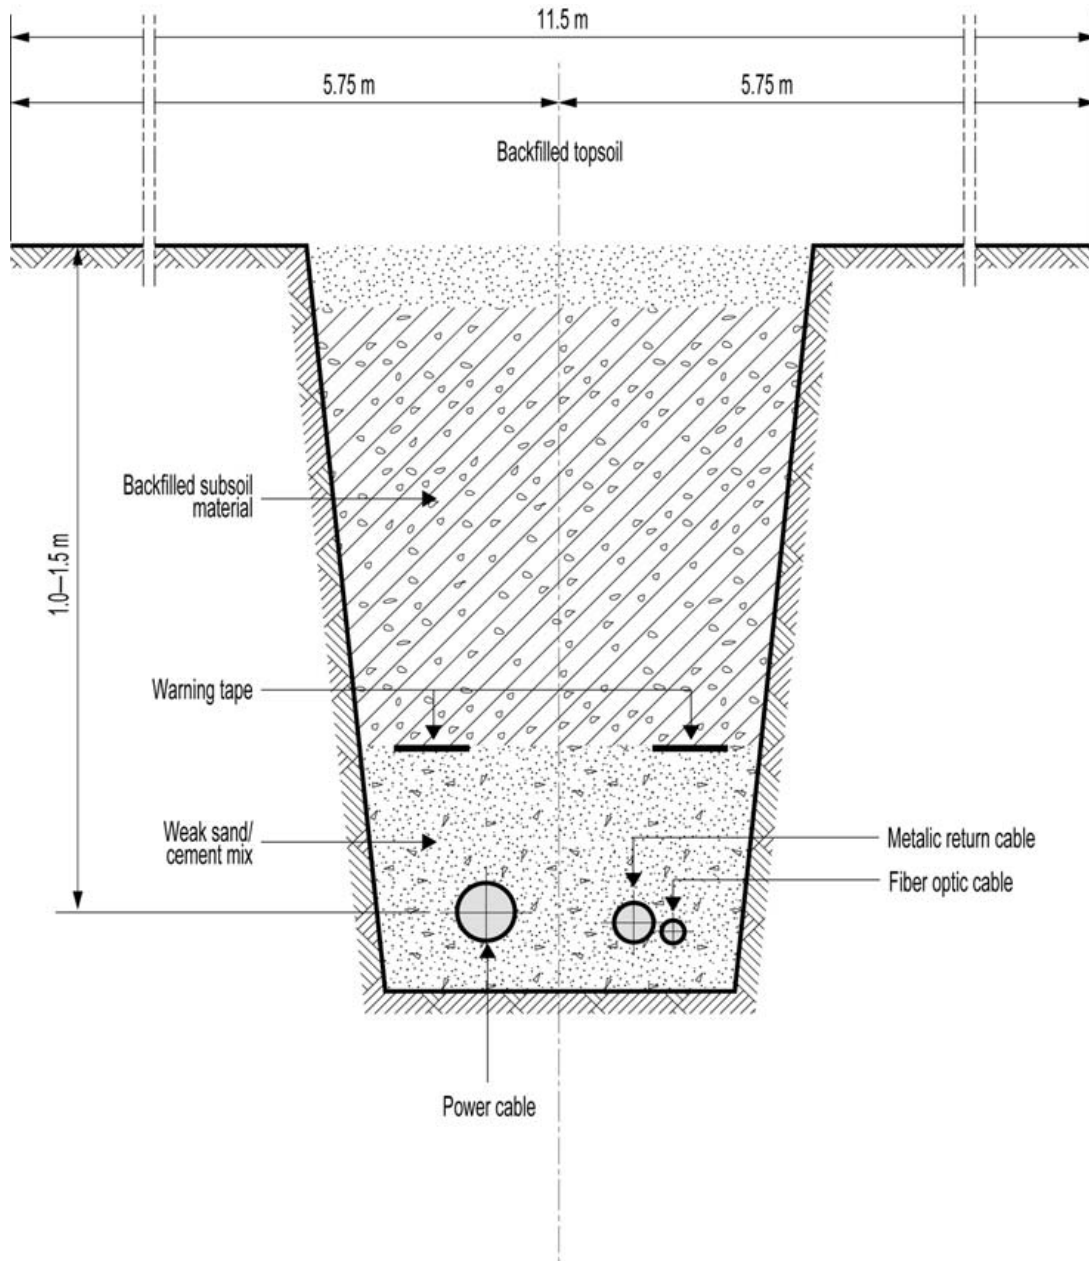 11.5 m
5.75 m
5.75 m
Backfilled topsoil
Backfilled subsoil
material
1.0—1.5 m
Warning tape
Weak sand/
cement mix
Metalic return cable
Fiber optic cable
Power cable